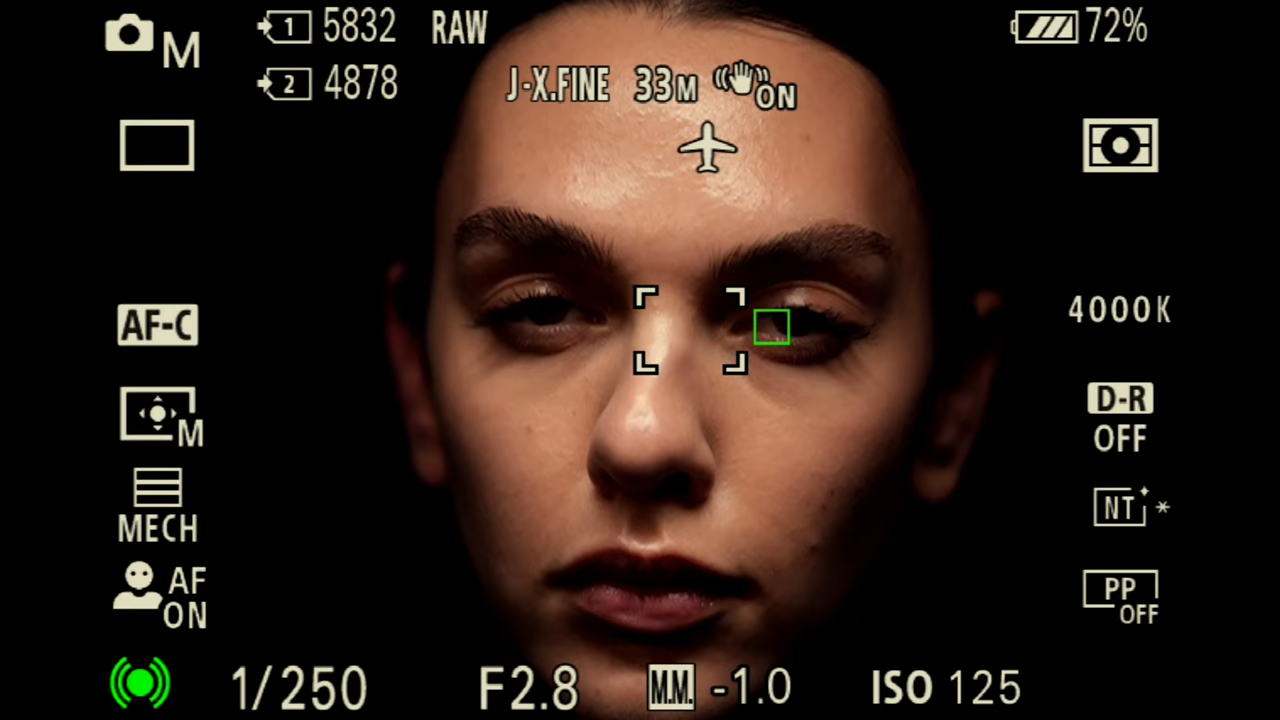 M
1 5832 RAW
2 4878
J-X.FINE 33M ON
72%
AF-C
M
MECH
AF
ON
4000K
D-R
OFF
NT *
PP
OFF
1/250 F2.8 M.M. -1.0 ISO 125